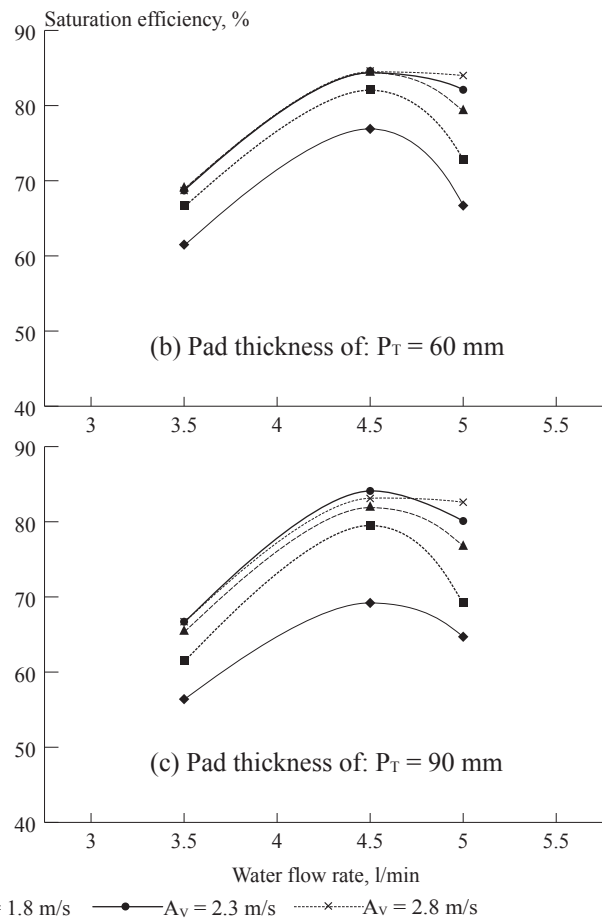 Saturation efficiency, %
90
80
70
60
50
40
(b) Pad thickness of: PT = 60 mm
3 3.5 4 4.5 5 5.5
90
80
70
60
50
40
(c) Pad thickness of: PT = 90 mm
3 3.5 4 4.5 5 5.5
Water flow rate, l/min
= 1.8 m/s AV = 2.3 m/s AV = 2.8 m/s